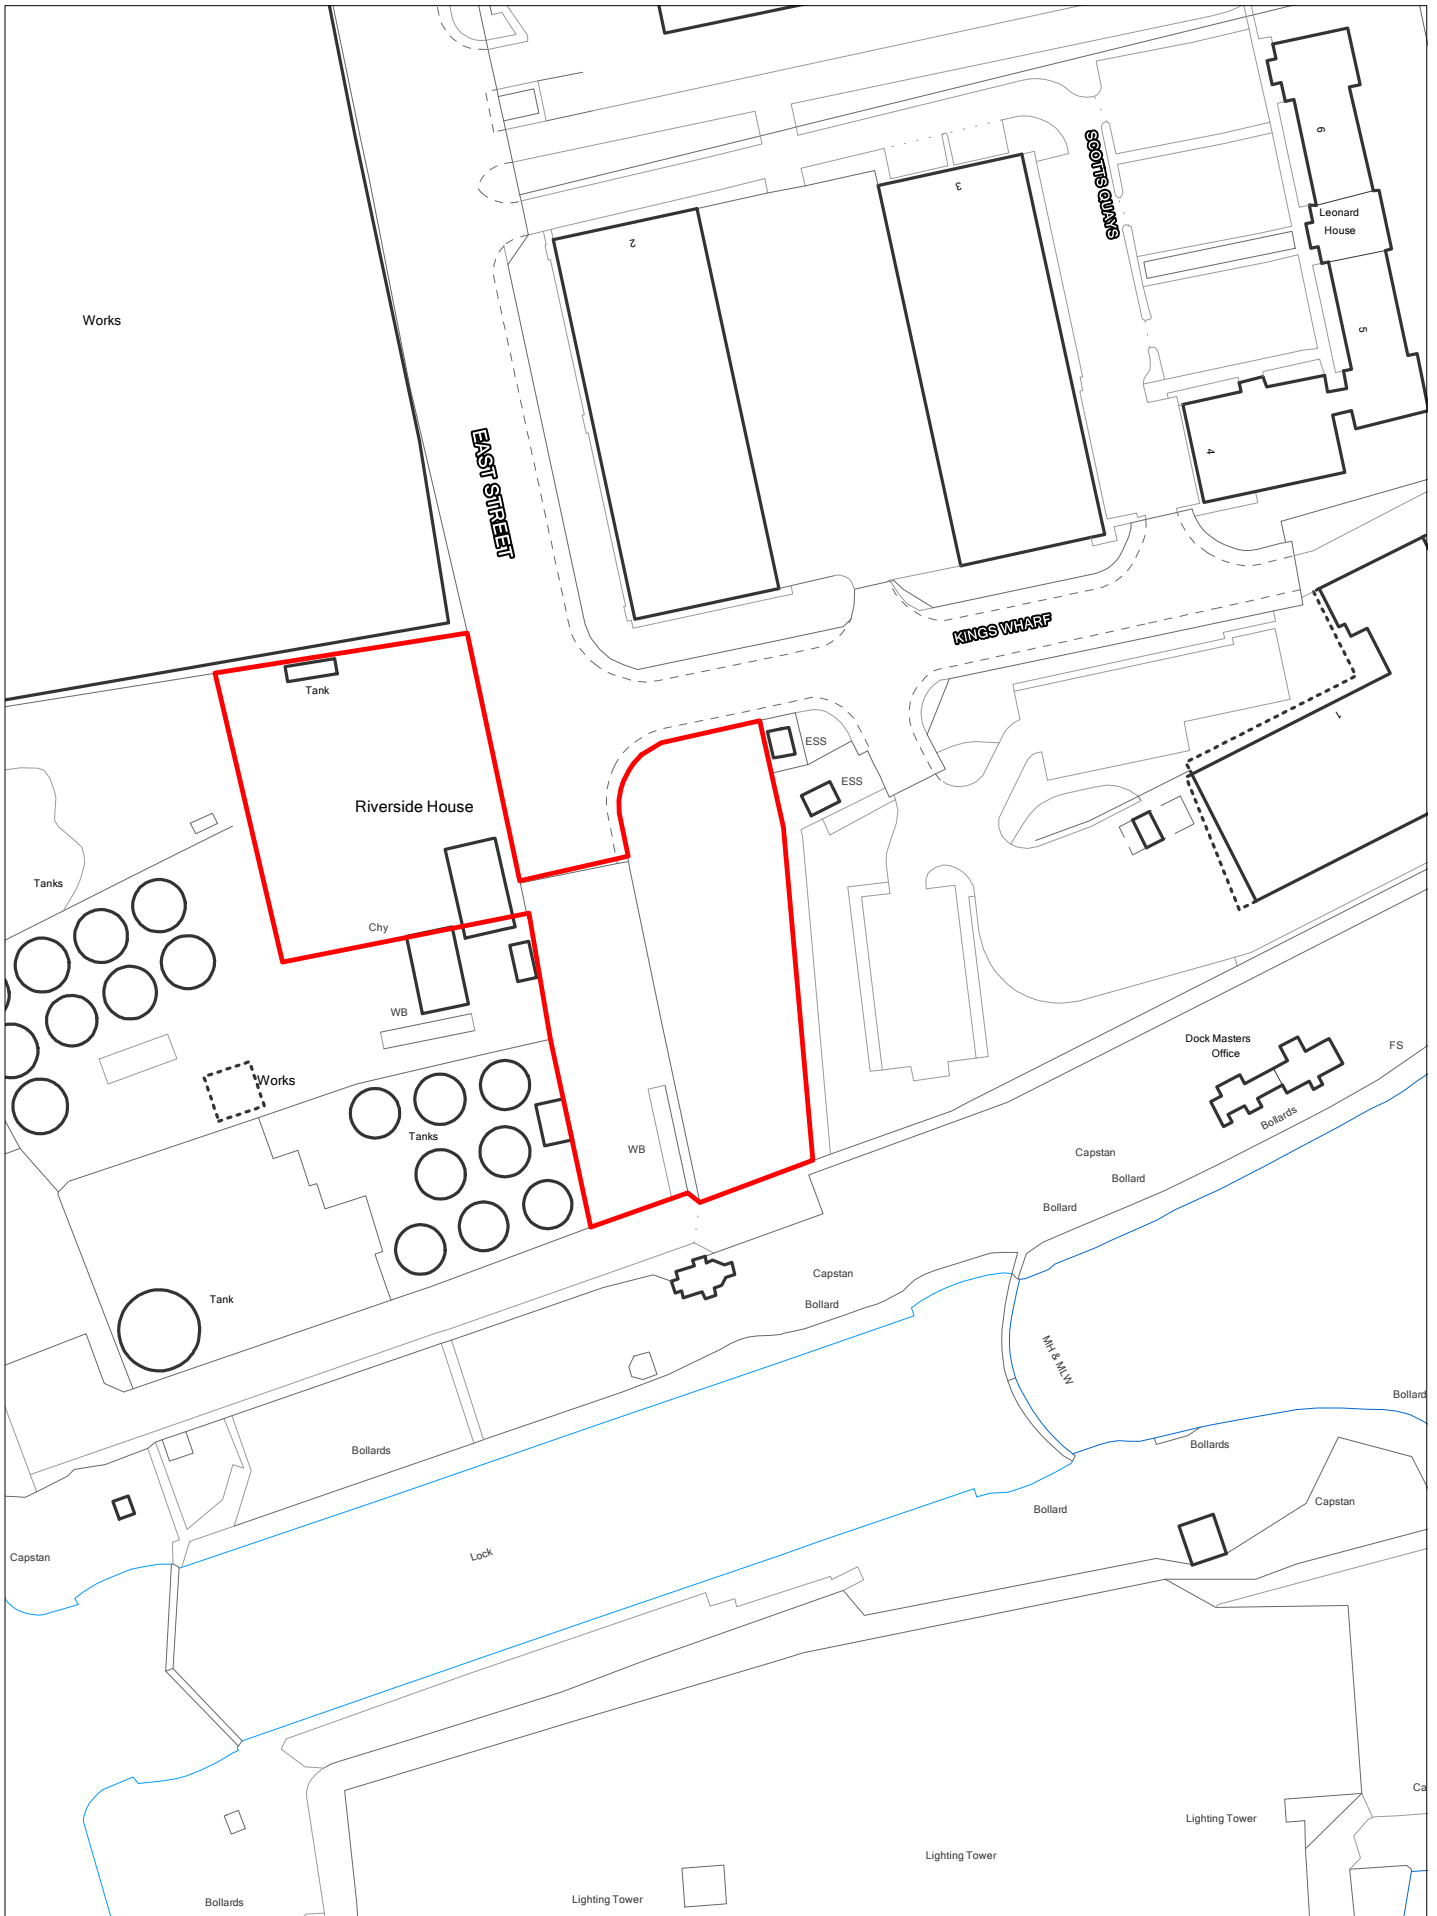 SCOTTS QUAYS
6
3
Leonard
House
2
Works
5
EAST STREET
4
KINGS WHARF
Tank
1
ESS
ESS
Riverside House
Tanks
Chy
WB
Dock Masters
Office
FS
Works
Bollards
Tanks
WB
Capstan
Bollard
Bollard
Capstan
Tank
Bollard
MH & MLW
Bollard
Bollards
Bollards
Capstan
Bollard
Lock
Capstan
Ca
Lighting Tower
Lighting Tower
Lighting Tower
Bollards